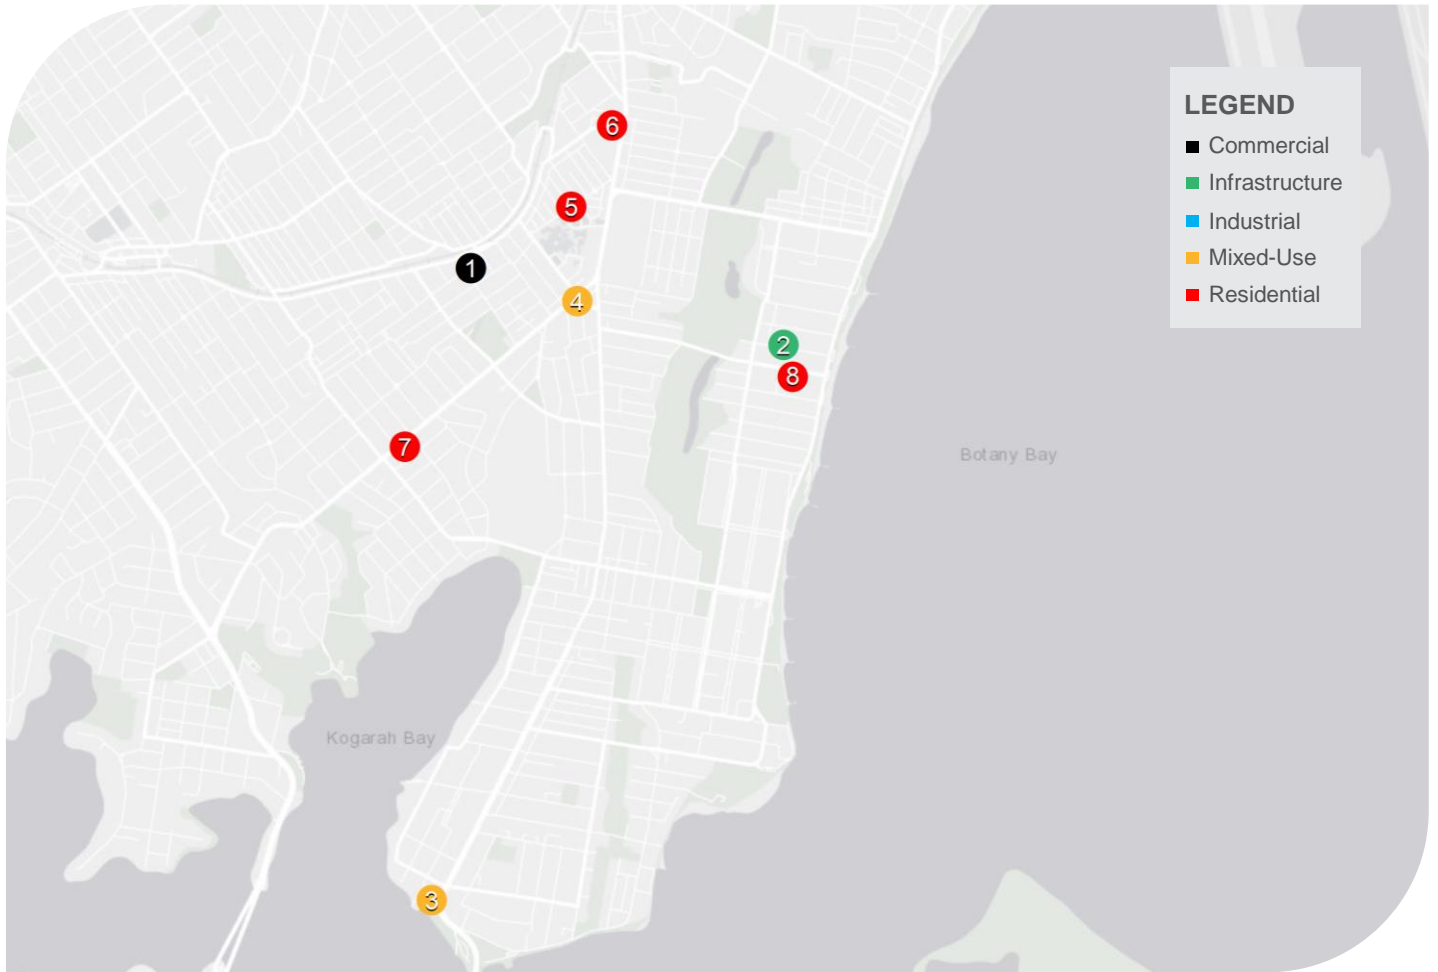 LEGEND
Commercial
Infrastructure
Industrial
Mixed-Use
Residential
6
5
1
4
2
8
7
Botany Bay
Kogarah Bay
3